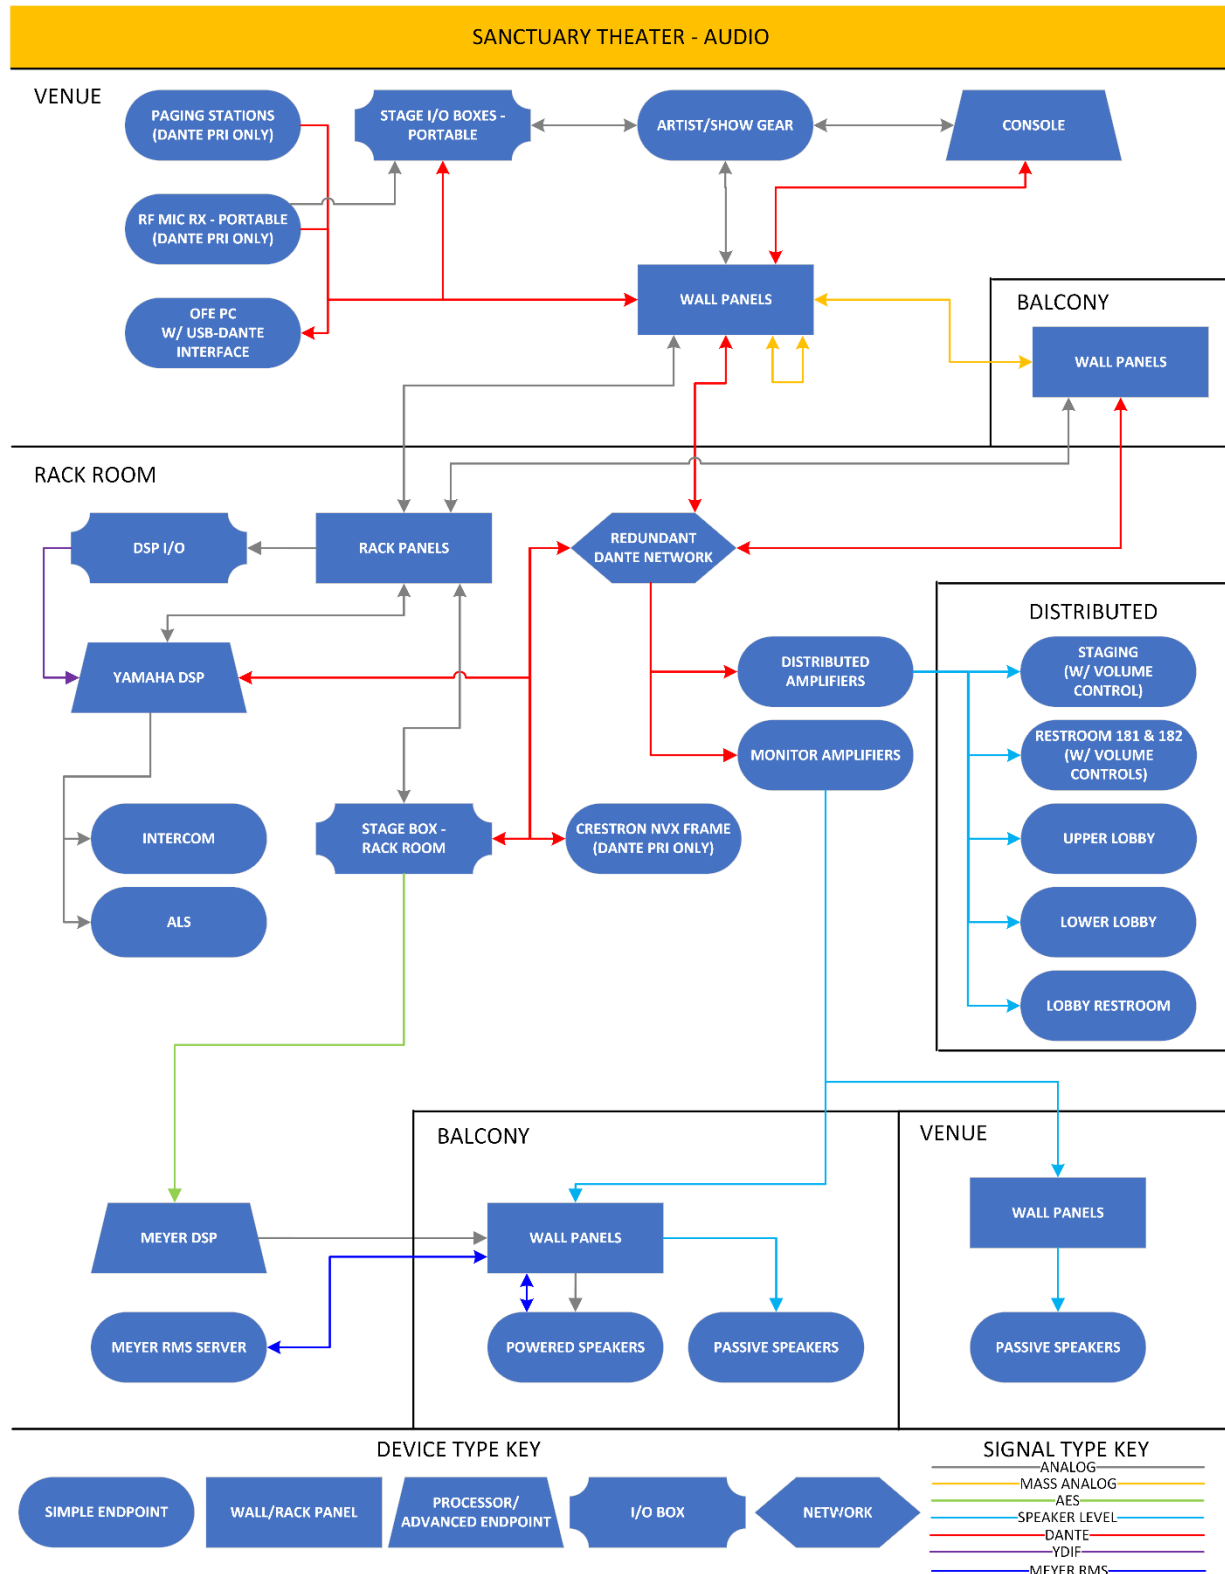 SANCTUARY THEATER - AUDIO
VENUE
PAGING STATIONS
(DANTE PRI ONLY)
STAGE I/O BOXES -
PORTABLE
ARTIST/SHOW GEAR
CONSOLE
RF MIC RX - PORTABLE
(DANTE PRI ONLY)
OFE PC
W/ USB-DANTE
INTERFACE
WALL PANELS
BALCONY
WALL PANELS
RACK ROOM
DSP I/O
RACK PANELS
REDUNDANT
DANTE NETWORK
DISTRIBUTED
YAMAHA DSP
DISTRIBUTED
AMPLIFIERS
STAGING
(W/ VOLUME
CONTROL)
MONITOR AMPLIFIERS
RESTROOM 181 & 182
(W/ VOLUME
CONTROLS)
INTERCOM
STAGE BOX -
RACK ROOM
CRESTRON NVX FRAME
(DANTE PRI ONLY)
UPPER LOBBY
ALS
LOWER LOBBY
LOBBY RESTROOM
BALCONY
VENUE
MEYER DSP
WALL PANELS
WALL PANELS
MEYER RMS SERVER
POWERED SPEAKERS
PASSIVE SPEAKERS
PASSIVE SPEAKERS
DEVICE TYPE KEY
SIMPLE ENDPOINT
WALL/RACK PANEL
PROCESSOR/
ADVANCED ENDPOINT
I/O BOX
NETWORK
SIGNAL TYPE KEY
ANALOG
MASS ANALOG
AES
SPEAKER LEVEL
DANTE
YDIF
MEYER RMS